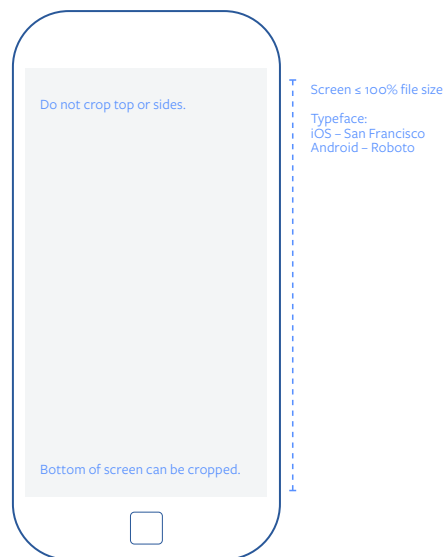 Do not crop top or sides.
Screen ≤ 100% file size
Typeface:
iOS – San Francisco
Android – Roboto
Bottom of screen can be cropped.